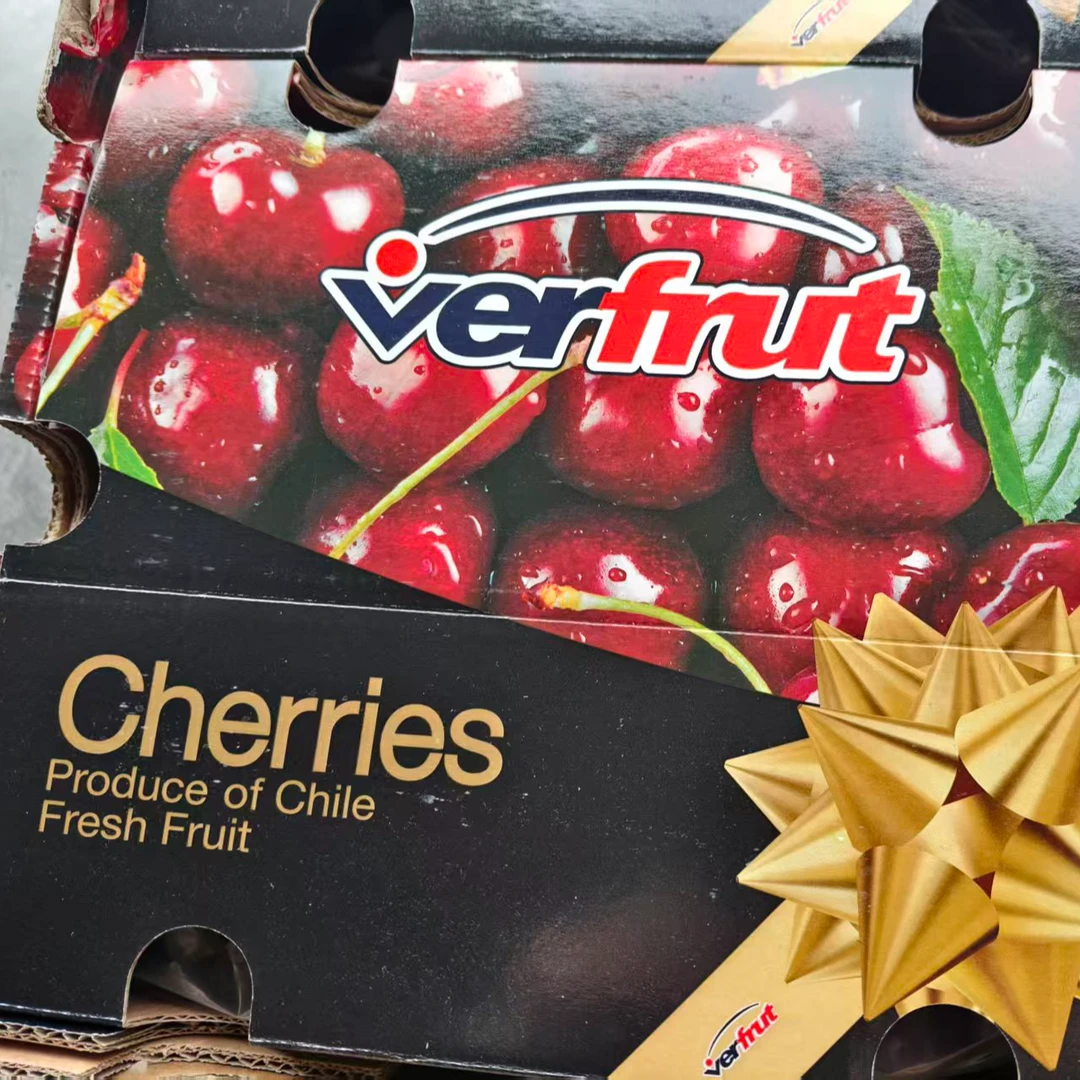 verfrut
verfrut
Cherries
Produce of Chile
Fresh Fruit
verfrut